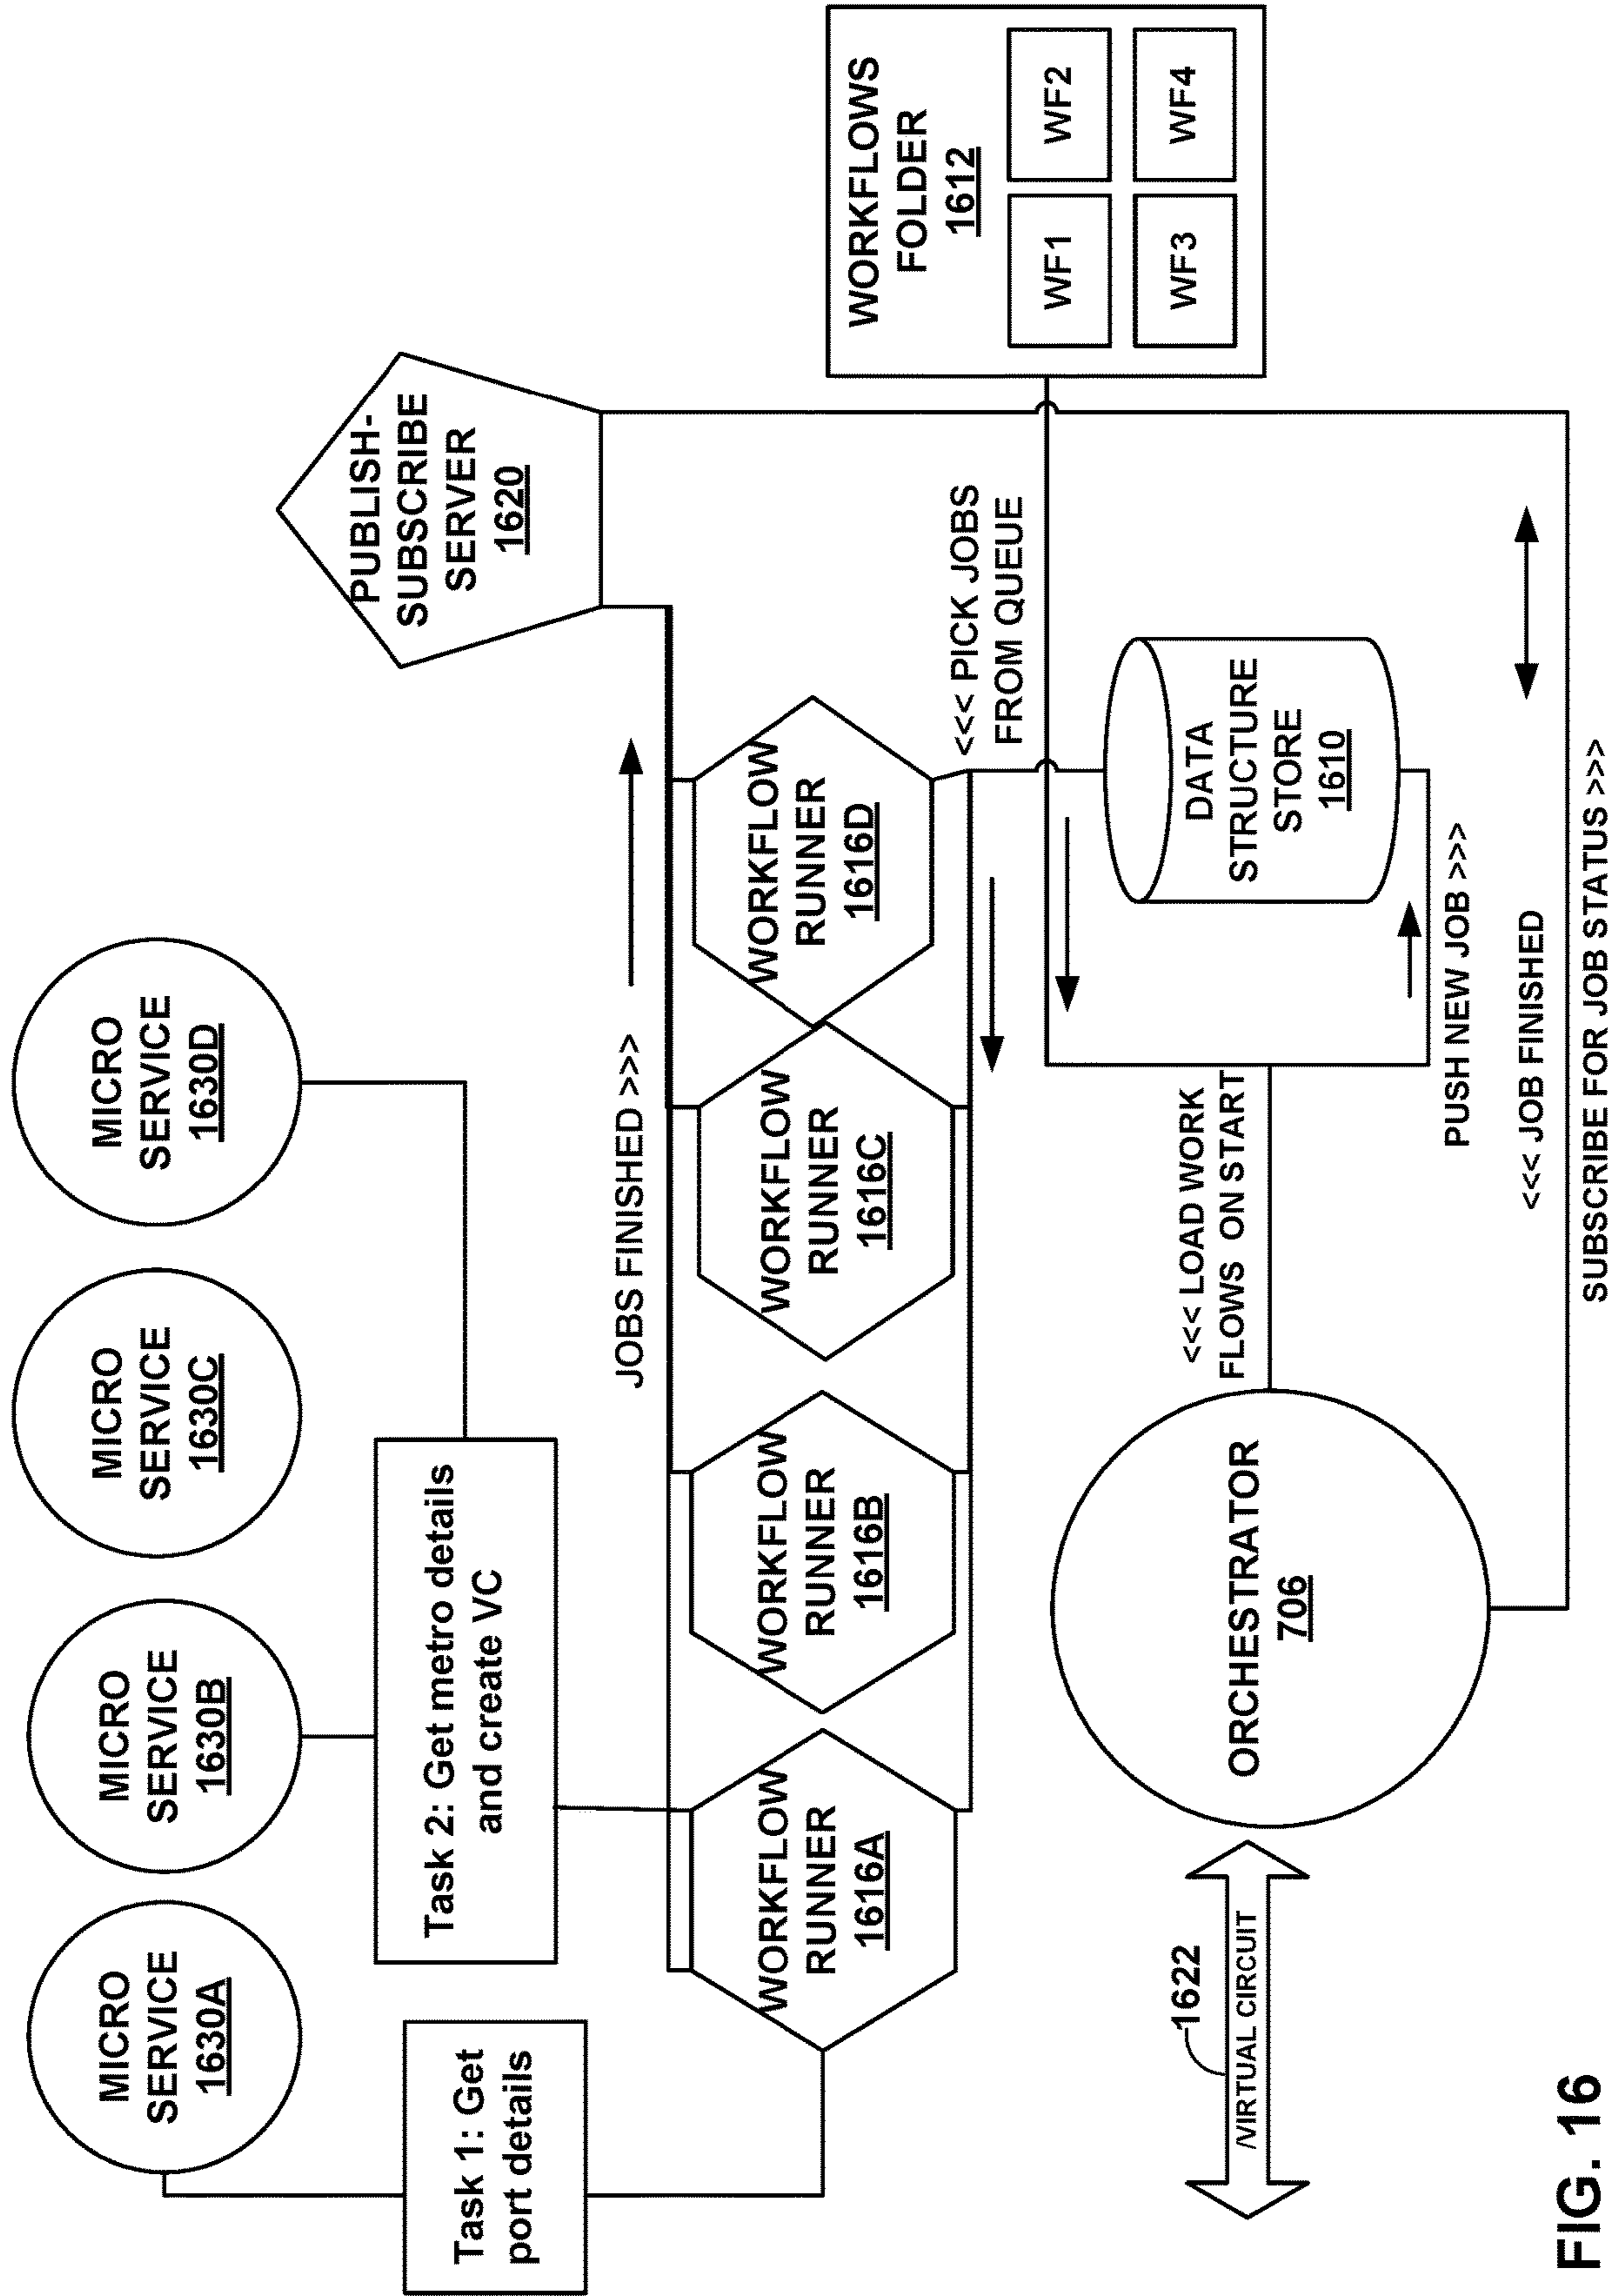 MICRO
SERVICE
1630A
MICRO
SERVICE
1630B
MICRO
SERVICE
1630C
MICRO
SERVICE
1630D
Task 1: Get
port details
Task 2: Get metro details
and create VC
JOBS FINISHED >>>
PUBLISH-
SUBSCRIBE
SERVER
1620
WORKFLOW
RUNNER
1616A
WORKFLOW
RUNNER
1616B
WORKFLOW
RUNNER
1616C
WORKFLOW
RUNNER
1616D
<<< PICK JOBS
FROM QUEUE
WORKFLOWS
FOLDER
1612
WF1
WF2
WF3
WF4
1622
/VIRTUAL CIRCUIT
ORCHESTRATOR
706
<<< LOAD WORK
FLOWS ON START
DATA
STRUCTURE
STORE
1610
PUSH NEW JOB >>>
<<< JOB FINISHED
SUBSCRIBE FOR JOB STATUS >>>
FIG. 16